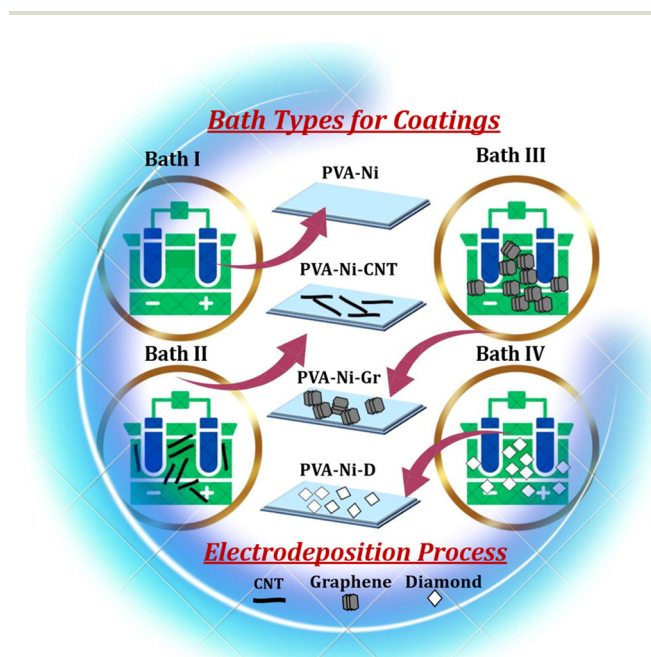 Bath Types for Coatings
Bath I
Bath III
PVA-Ni
PVA-Ni-CNT
Bath II
Bath IV
PVA-Ni-Gr
PVA-Ni-D
− +
− +
− +
− +
Electrodeposition Process
CNT Graphene Diamond